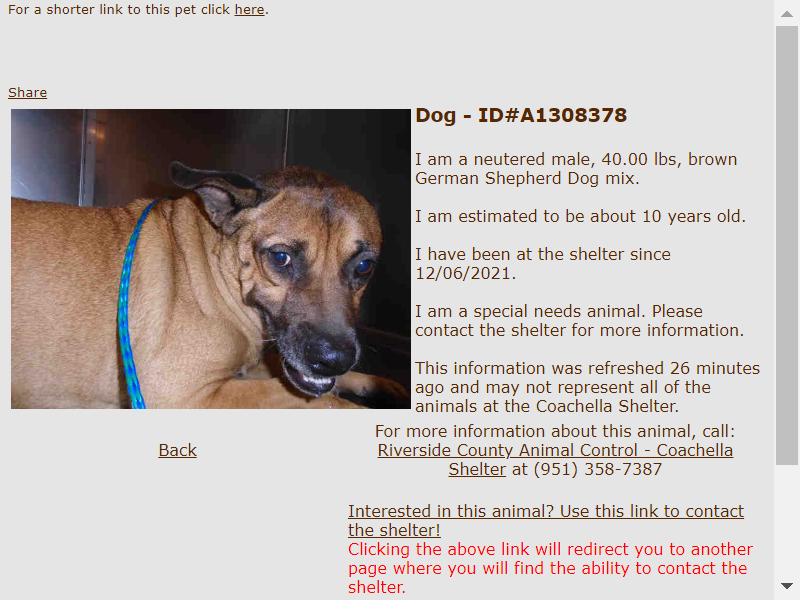 For a shorter link to this pet click here.
Share
Dog - ID#A1308378
I am a neutered male, 40.00 lbs, brown
German Shepherd Dog mix.
I am estimated to be about 10 years old.
I have been at the shelter since
12/06/2021.
I am a special needs animal. Please
contact the shelter for more information.
This information was refreshed 26 minutes
ago and may not represent all of the
animals at the Coachella Shelter.
Back
For more information about this animal, call:
Riverside County Animal Control - Coachella
Shelter at (951) 358-7387
Interested in this animal? Use this link to contact
the shelter!
Clicking the above link will redirect you to another
page where you will find the ability to contact the
shelter.